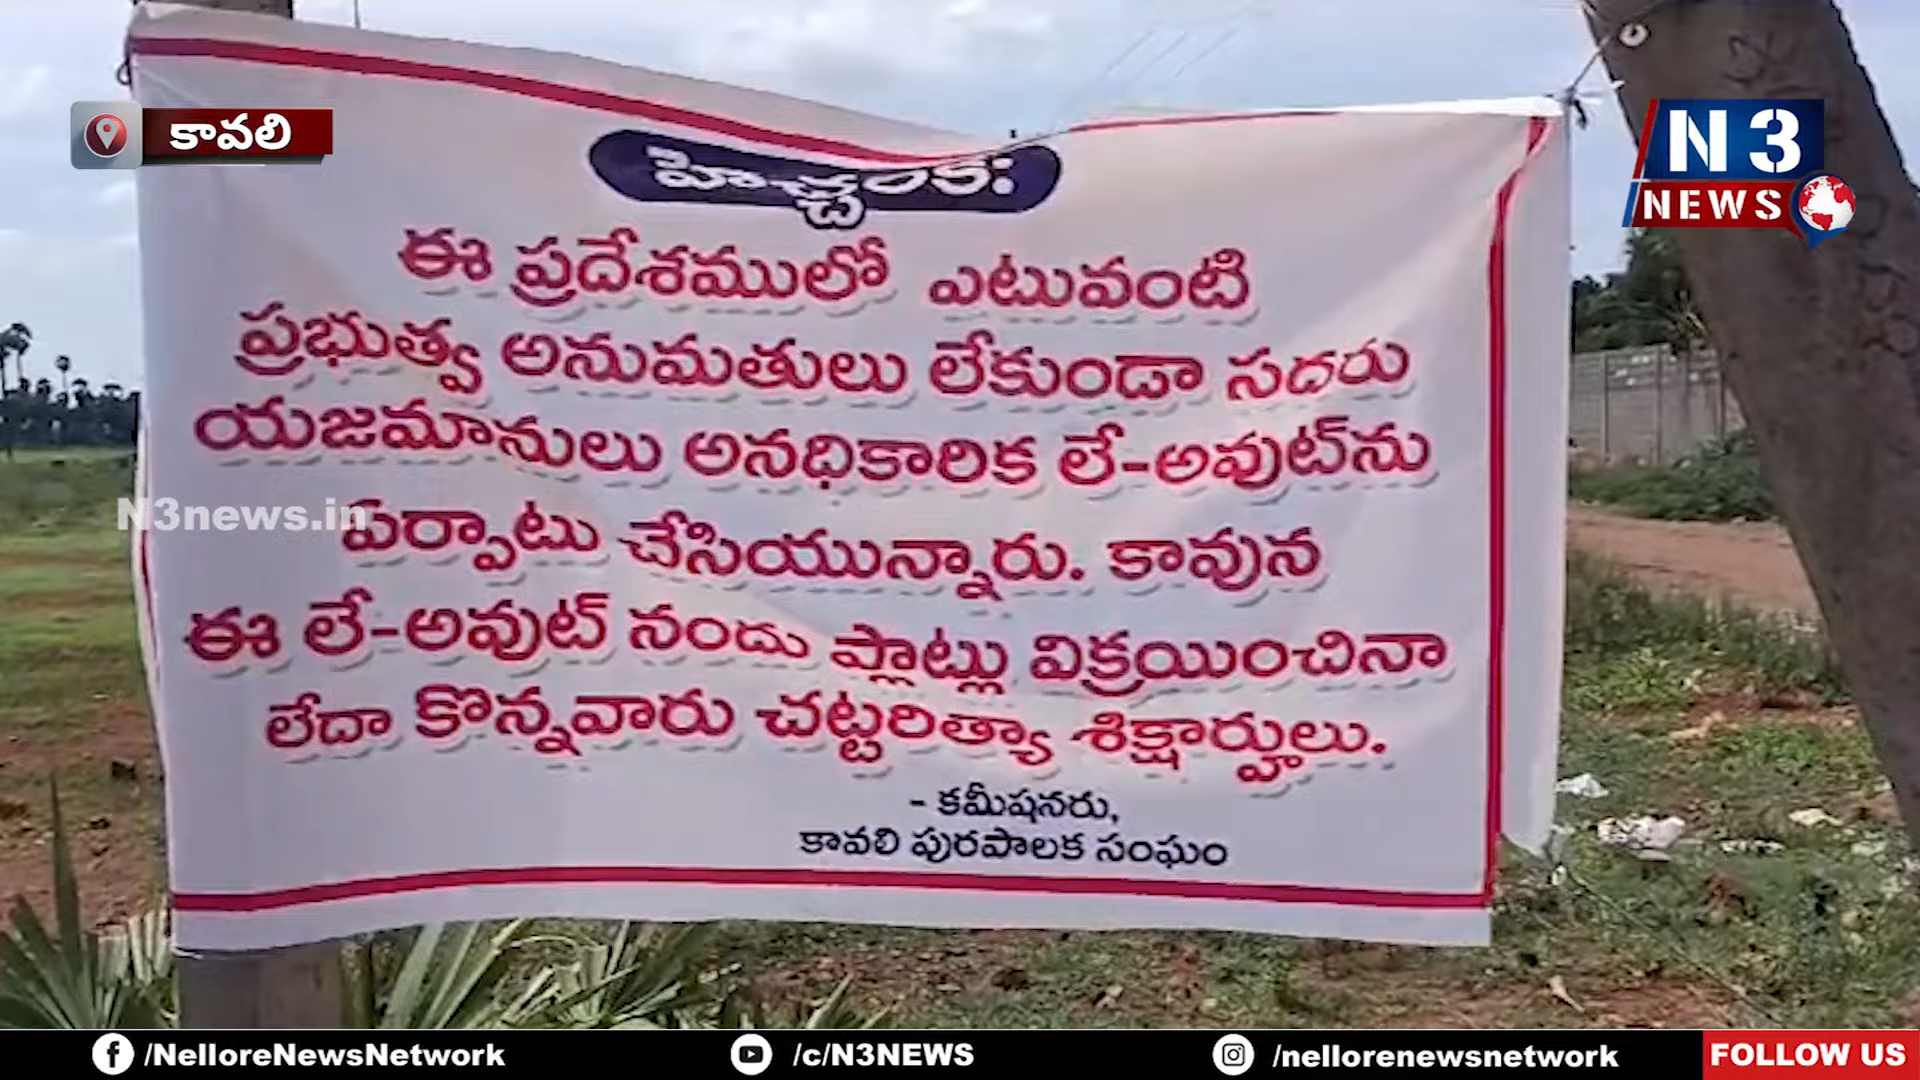 కావలి
N3
NEWS
హెచ్చరిక:
ఈ ప్రదేశములో ఎటువంటి
ప్రభుత్వ అనుమతులు లేకుండా సదరు
యజమానులు అనధికారిక లే-అవుట్‌ను
N3news.in
ఏర్పాటు చేసియున్నారు. కావున
ఈ లే-అవుట్ నందు ప్లాట్లు విక్రయించినా
లేదా కొన్నవారు చట్టరిత్యా శిక్షార్హులు.
- కమీషనరు,
కావలి పురపాలక సంఘం
/NelloreNewsNetwork /c/N3NEWS /nellorenewsnetwork FOLLOW US